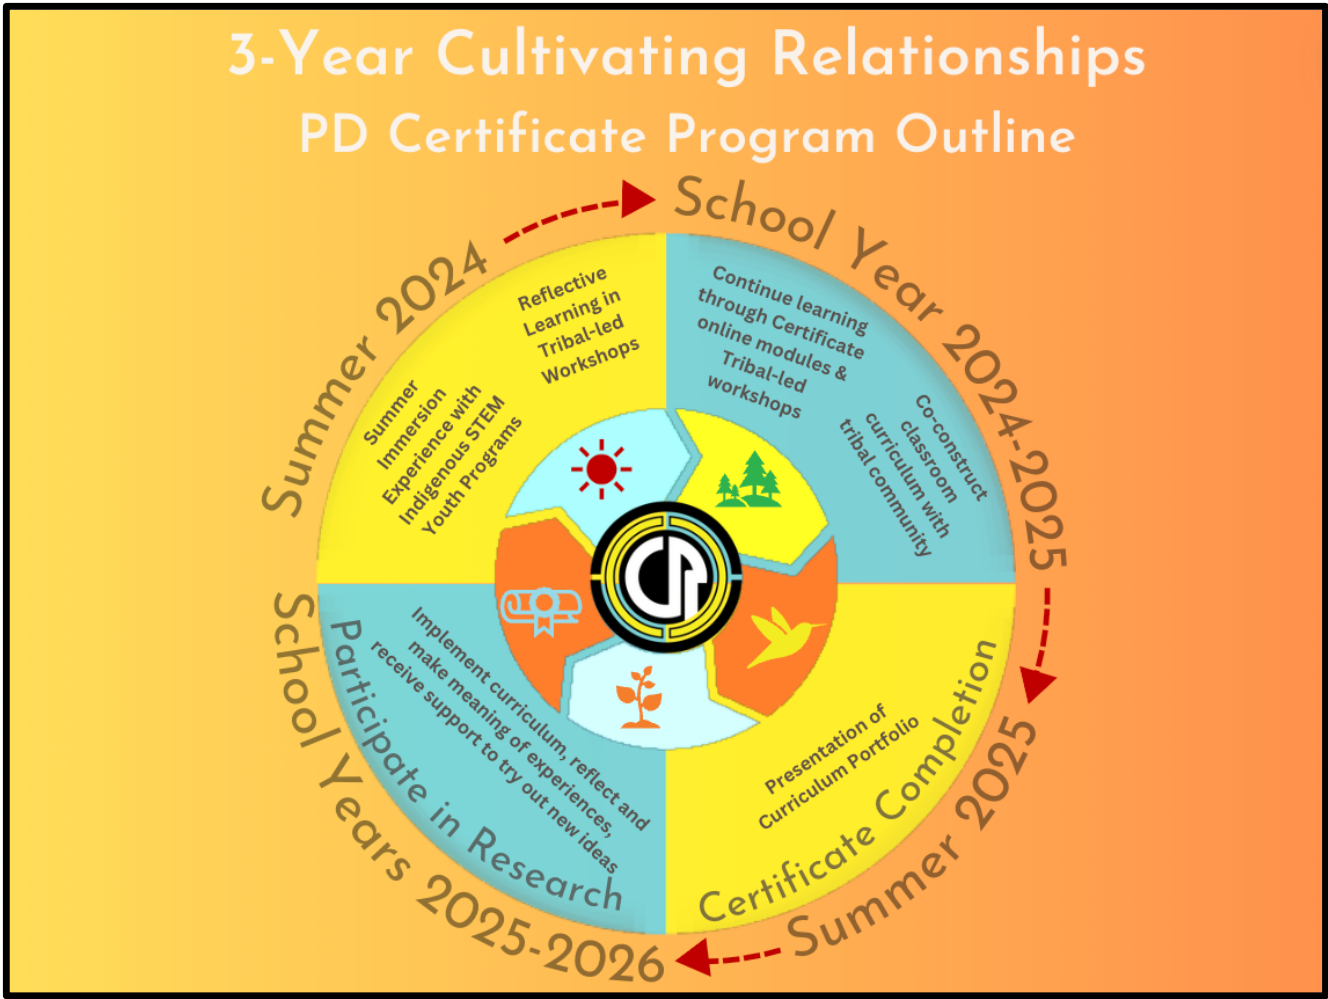 3-Year Cultivating Relationships
PD Certificate Program Outline
Summer 2024
Summer
Immersion
Experience with
Indigenous STEM
Youth Programs
Reflective
Learning in
Tribal-led
Workshops
School Year 2024-2025
Continue learning
through Certificate
online modules &
Tribal-led
workshops
Co-construct
classroom
curriculum with
tribal community
Summer 2025
Presentation of
Curriculum Portfolio
Certificate Completion
School Years 2025-2026
Participate in Research
Implement curriculum, reflect and
make meaning of experiences,
receive support to try out new ideas
CR